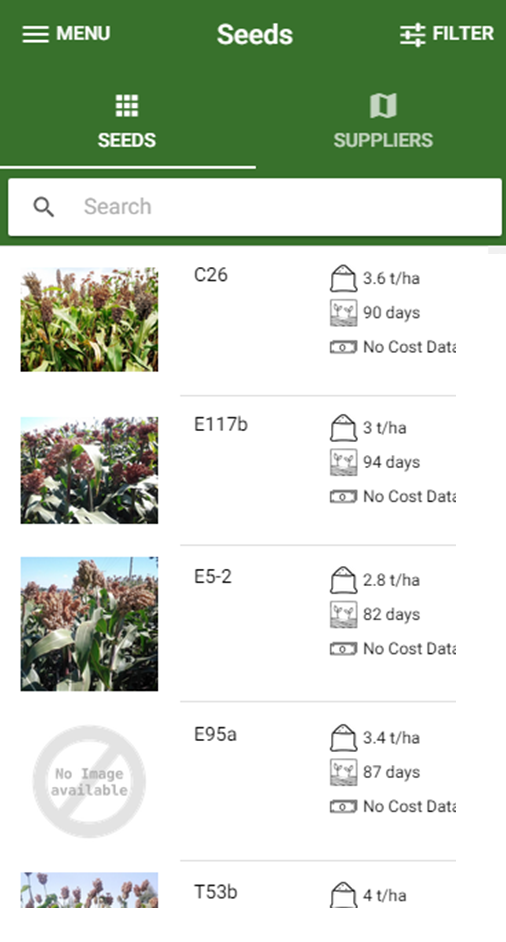 MENU
Seeds
FILTER
SEEDS
SUPPLIERS
Search
C26
3.6 t/ha
90 days
No Cost Data
E117b
3 t/ha
94 days
No Cost Data
E5-2
2.8 t/ha
82 days
No Cost Data
E95a
No Image
available
3.4 t/ha
87 days
No Cost Data
T53b
4 t/ha